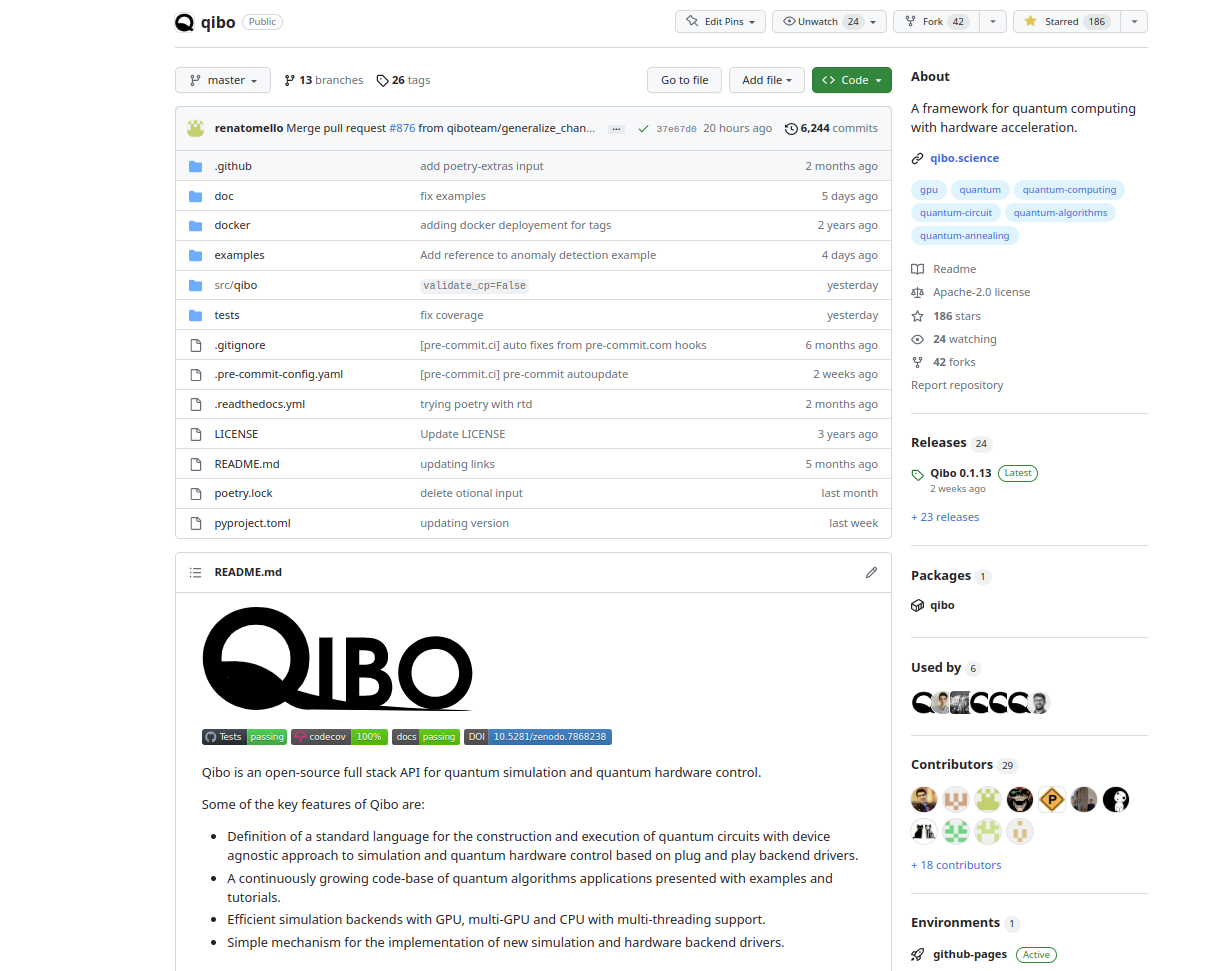 qibo Public Edit Pins Unwatch 24 Fork 42 Starred 186
master 13 branches 26 tags Go to file Add file <> Code
renatomello Merge pull request #876 from qiboteam/generalize_chan... ... 37e67d0 20 hours ago 6,244 commits
.github add poetry-extras input 2 months ago
doc fix examples 5 days ago
docker adding docker deployement for tags 2 years ago
examples Add reference to anomaly detection example 4 days ago
src/qibo validate_cp=False yesterday
tests fix coverage yesterday
.gitignore [pre-commit.ci] auto fixes from pre-commit.com hooks 6 months ago
.pre-commit-config.yaml [pre-commit.ci] pre-commit autoupdate 2 weeks ago
.readthedocs.yml trying poetry with rtd 2 months ago
LICENSE Update LICENSE 3 years ago
README.md updating links 5 months ago
poetry.lock delete otional input last month
pyproject.toml updating version last week
README.md
QIBO
Tests passing codecov 100% docs passing DOI 10.5281/zenodo.7868238
Qibo is an open-source full stack API for quantum simulation and quantum hardware control.
Some of the key features of Qibo are:
• Definition of a standard language for the construction and execution of quantum circuits with device
agnostic approach to simulation and quantum hardware control based on plug and play backend drivers.
• A continuously growing code-base of quantum algorithms applications presented with examples and
tutorials.
• Efficient simulation backends with GPU, multi-GPU and CPU with multi-threading support.
• Simple mechanism for the implementation of new simulation and hardware backend drivers.
About
A framework for quantum computing
with hardware acceleration.
qibo.science
gpu quantum quantum-computing
quantum-circuit quantum-algorithms
quantum-annealing
Readme
Apache-2.0 license
186 stars
24 watching
42 forks
Report repository
Releases 24
Qibo 0.1.13 Latest
2 weeks ago
+ 23 releases
Packages 1
qibo
Used by 6
Contributors 29
P
+ 18 contributors
Environments 1
github-pages Active